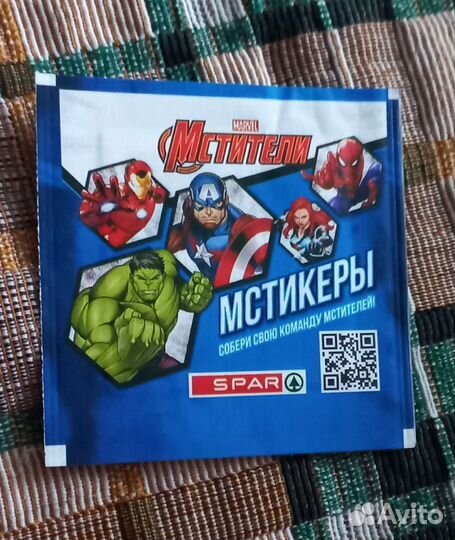 MARVEL
МСТИТЕЛИ
МСТИКЕРЫ
СОБЕРИ СВОЮ КОМАНДУ МСТИТЕЛЕЙ!
SPAR
Avito